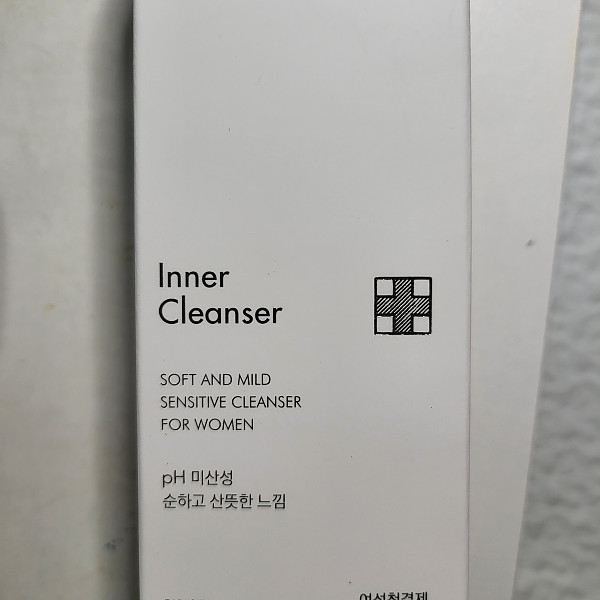 Inner
Cleanser
SOFT AND MILD
SENSITIVE CLEANSER
FOR WOMEN
pH 미산성
순하고 산뜻한 느낌
여성청결제